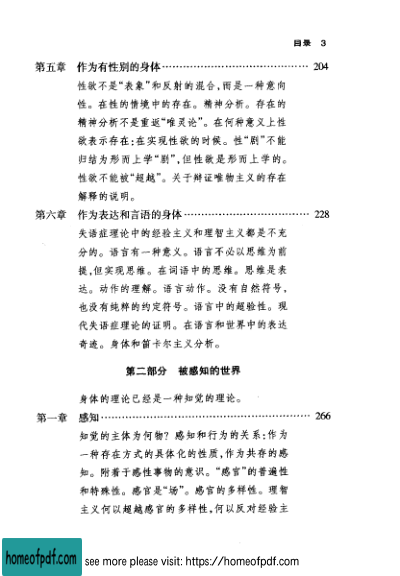 目录 3
第五章 作为有性别的身体…………………………………… 204
性欲不是“表象”和反射的混合,而是一种意向
性。在性的情境中的存在。精神分析。存在的
精神分析不是重返“唯灵论”。在何种意义上性
欲表示存在:在实现性欲的时候。性“剧”不能
归结为形而上学“剧”,但性欲是形而上学的。
性欲不能被“超越”。关于辩证唯物主义的存在
解释的说明。
第六章 作为表达和言语的身体………………………………… 228
失语症理论中的经验主义和理智主义都是不充
分的。语言有一种意义。语言不必以思维为前
提,但实现思维。在词语中的思维。思维是表
达。动作的理解。语言动作。没有自然符号,
也没有纯粹的约定符号。语言中的超验性。现
代失语症理论的证明。在语言和世界中的表达
奇迹。身体和笛卡尔主义分析。
第二部分 被感知的世界
身体的理论已经是一种知觉的理论。
第一章 感知…………………………………………………… 266
知觉的主体为何物? 感知和行为的关系:作为
一种存在方式的具体化的性质,作为共存的感
知。附着于感性事物的意识。“感官”的普遍性
和特殊性。感官是“场”。感官的多样性。理智
主义何以超越感官的多样性,何以反对经验主
homeofpdf.com see more please visit: https://homeofpdf.com